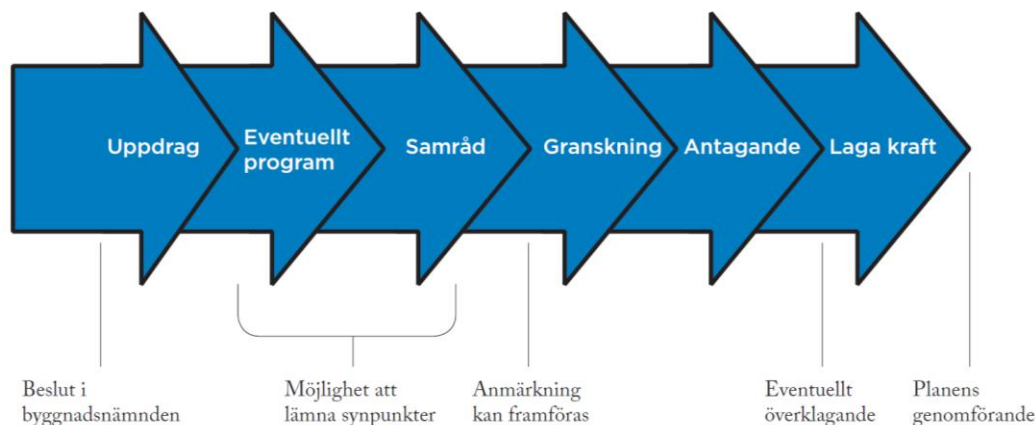 Uppdrag
Eventuellt
program
Samråd
Granskning
Antagande
Laga kraft
Beslut i
byggnadsnämnden
Möjlighet att
lämna synpunkter
Anmärkning
kan framföras
Eventuellt
överklagande
Planens
genomförande